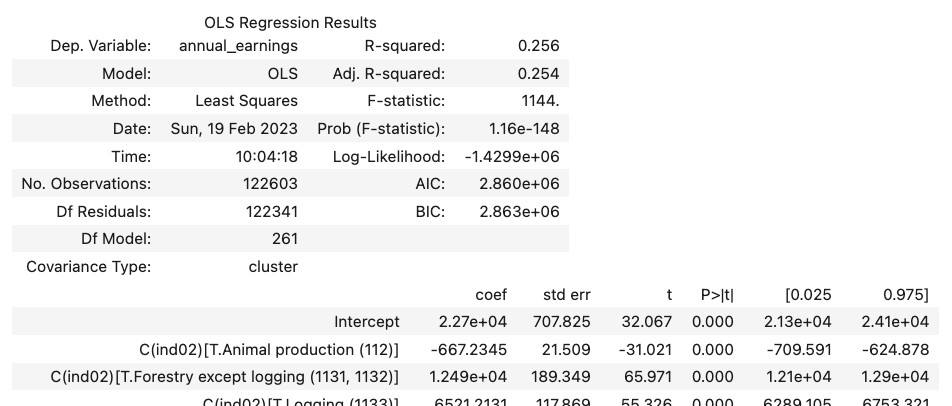 OLS Regression Results
Dep. Variable: annual_earnings R-squared: 0.256
Model: OLS Adj. R-squared: 0.254
Method: Least Squares F-statistic: 1144.
Date: Sun, 19 Feb 2023 Prob (F-statistic): 1.16e-148
Time: 10:04:18 Log-Likelihood: -1.4299e+06
No. Observations: 122603 AIC: 2.860e+06
Df Residuals: 122341 BIC: 2.863e+06
Df Model: 261
Covariance Type: cluster
coef std err t P>|t| [0.025 0.975]
Intercept 2.27e+04 707.825 32.067 0.000 2.13e+04 2.41e+04
C(ind02)[T.Animal production (112)] -667.2345 21.509 -31.021 0.000 -709.591 -624.878
C(ind02)[T.Forestry except logging (1131, 1132)] 1.249e+04 189.349 65.971 0.000 1.21e+04 1.29e+04
C(ind02)[T.Logging (1133)] 6521.2131 117.869 55.326 0.000 6289.105 6753.321